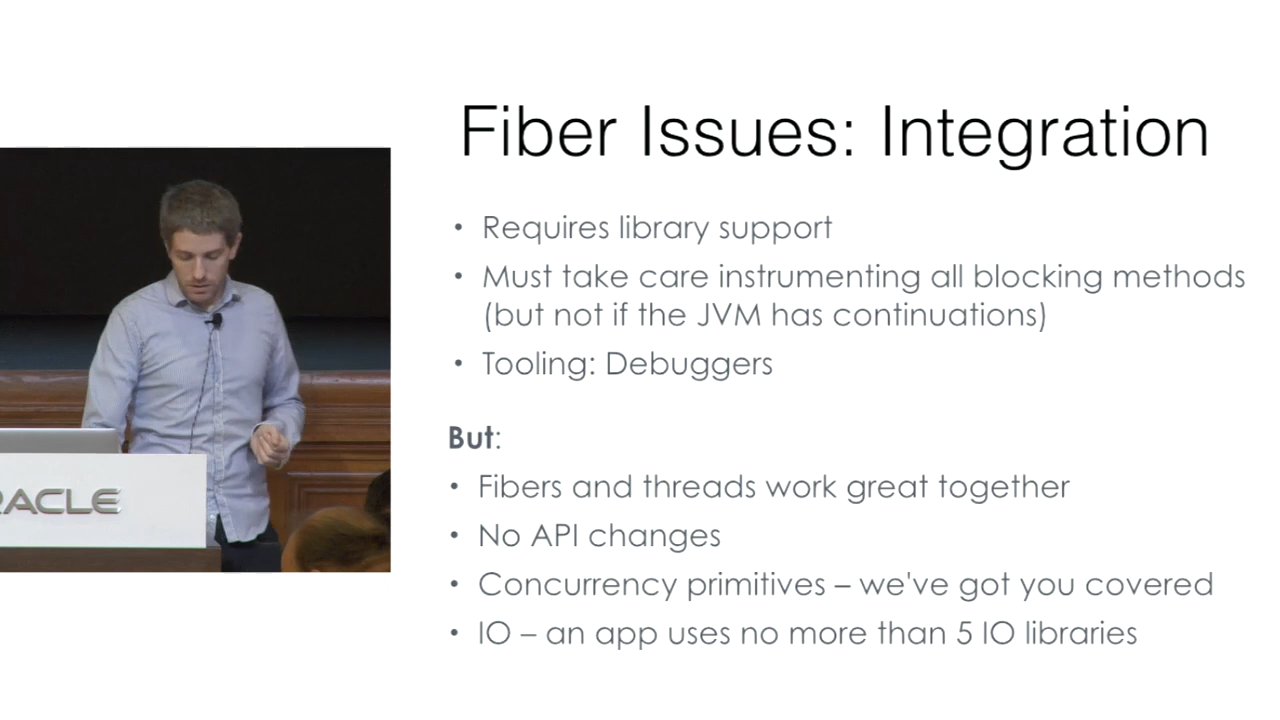 Fiber Issues: Integration
• Requires library support
• Must take care instrumenting all blocking methods
(but not if the JVM has continuations)
• Tooling: Debuggers
But:
• Fibers and threads work great together
• No API changes
• Concurrency primitives – we've got you covered
• IO – an app uses no more than 5 IO libraries
RACLE